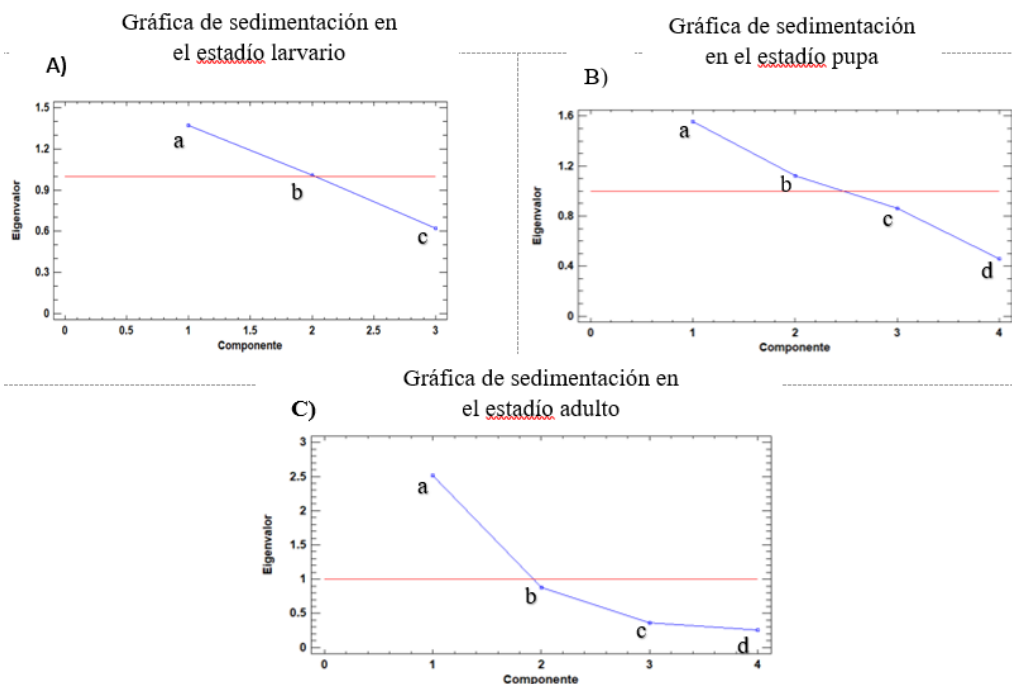 Gráfica de sedimentación en
el estadío larvario
A)
1.5
1.2
0.9
0.6
0.3
0
Eigenvalor
a
b
c
0
0.5
1
1.5
2
2.5
3
Componente
Gráfica de sedimentación
en el estadío pupa
B)
1.6
1.2
0.8
0.4
0
Eigenvalor
a
b
c
d
0
1
2
3
4
Componente
Gráfica de sedimentación en
el estadío adulto
C)
3
2.5
2
1.5
1
0.5
0
Eigenvalor
a
b
c
d
0
1
2
3
4
Componente